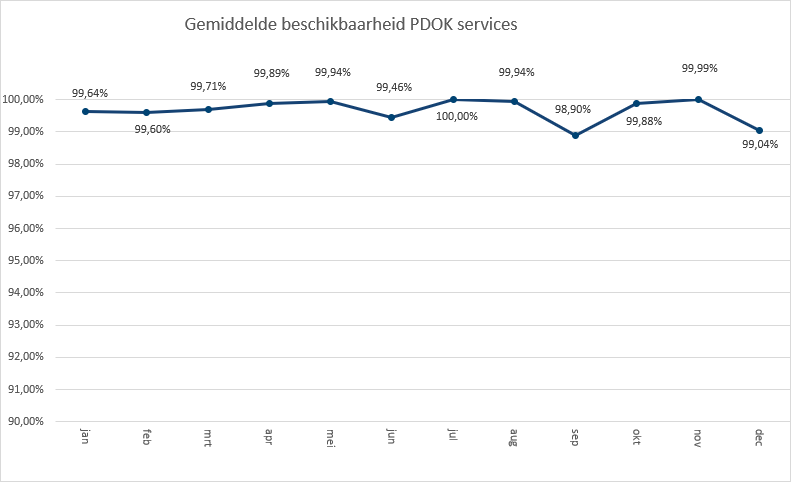 Gemiddelde beschikbaarheid PDOK services
99,64%
99,60%
99,71%
99,89%
99,94%
99,46%
100,00%
99,94%
98,90%
99,88%
99,99%
99,04%
100,00%
99,00%
98,00%
97,00%
96,00%
95,00%
94,00%
93,00%
92,00%
91,00%
90,00%
jan
feb
mrt
apr
mei
jun
jul
aug
sep
okt
nov
dec